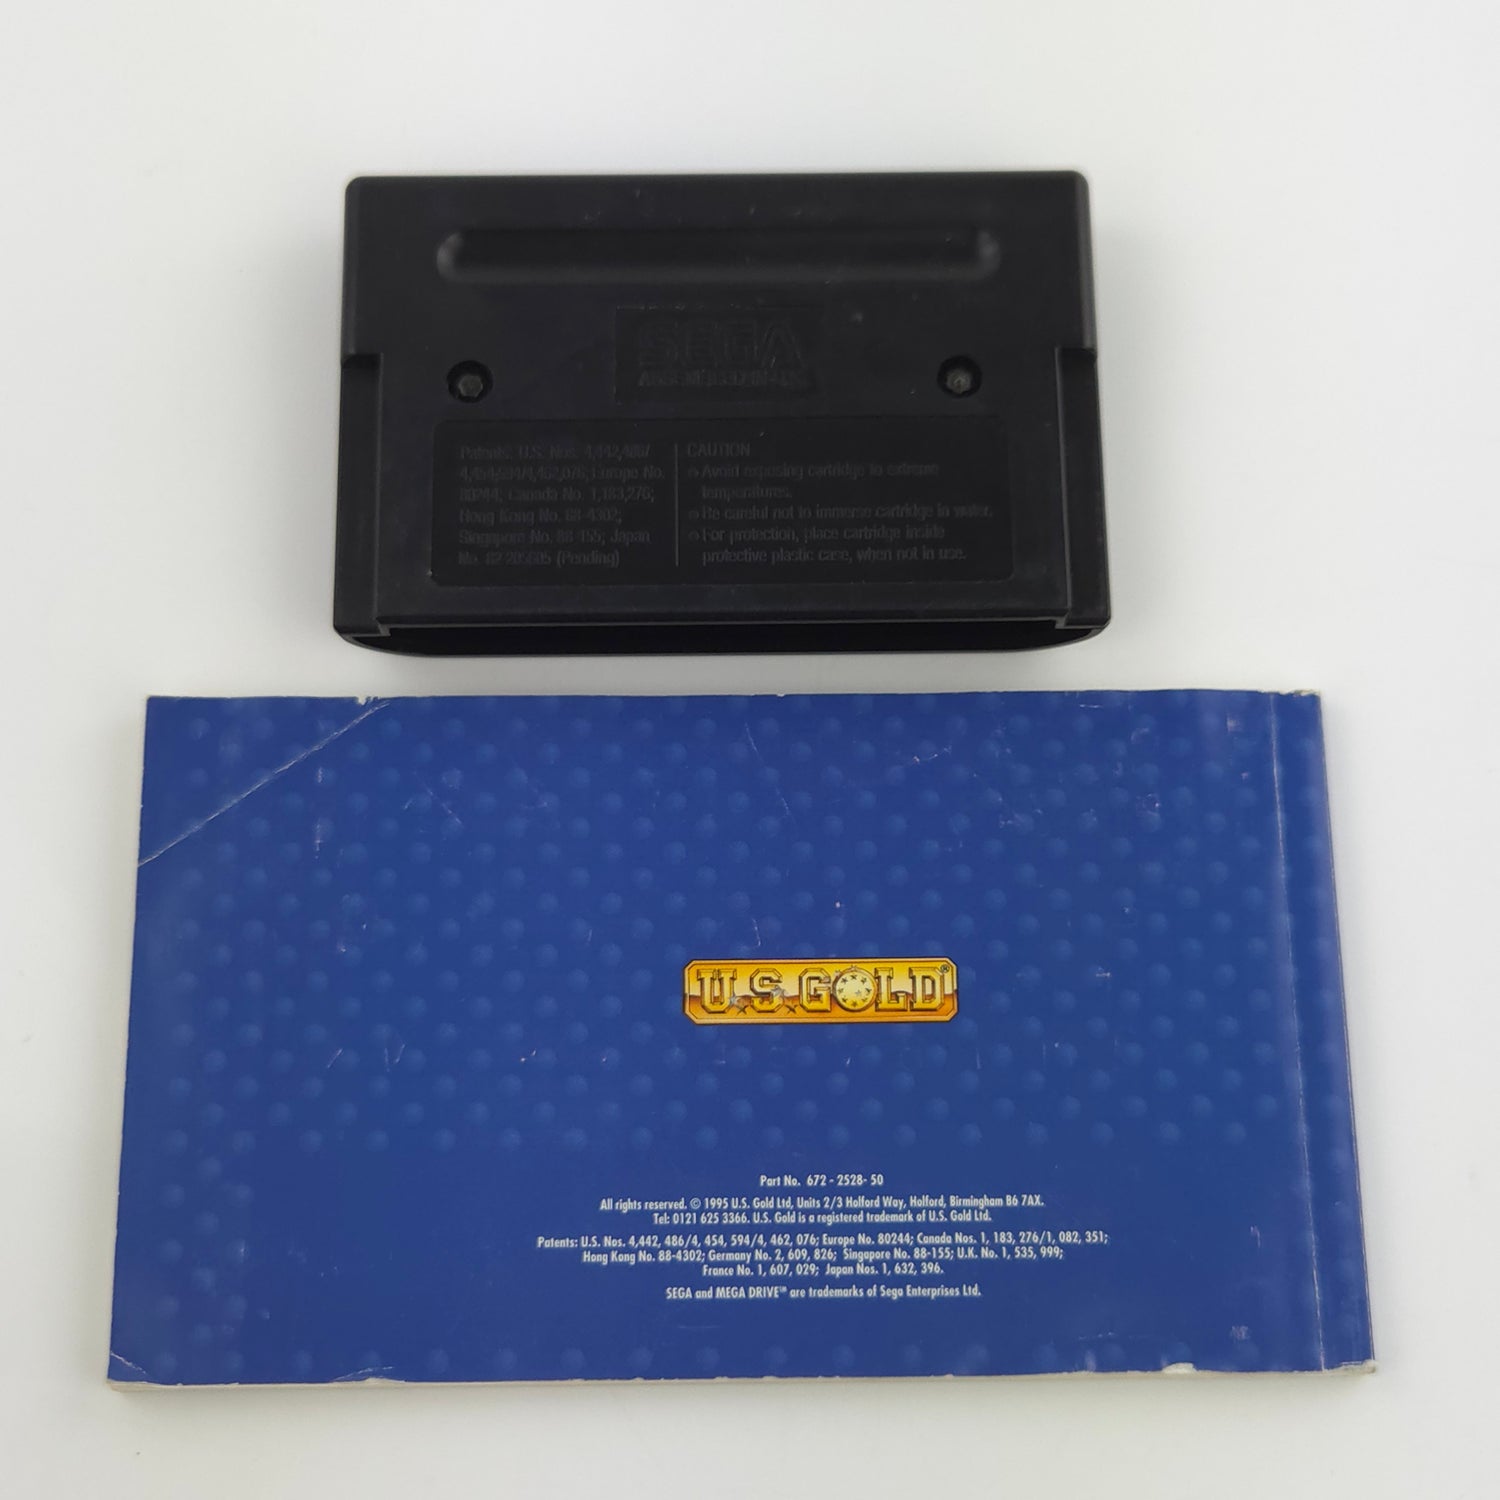 SEGA
Patents: U.S. Nos. 4,442,486/
4,454,594/4,462,076; Europe No.
80244; Canada No. 1,183,276;
Hong Kong No. 88-4302;
Singapore No. 88-155; Japan
No. 82-205605 (Pending)
CAUTION
Avoid exposing cartridge to extreme
temperatures.
Be careful not to immerse cartridge in water.
For protection, place cartridge inside
protective plastic case, when not in use.
U.S. GOLD®
Part No. 672 - 2528- 50
All rights reserved. © 1995 U.S. Gold Ltd, Units 2/3 Holford Way, Holford, Birmingham B6 7AX.
Tel: 0121 625 3366. U.S. Gold is a registered trademark of U.S. Gold Ltd.
Patents: U.S. Nos. 4,442, 486/4, 454, 594/4, 462, 076; Europe No. 80244; Canada Nos. 1, 183, 276/1, 082, 351;
Hong Kong No. 88-4302; Germany No. 2, 609, 826; Singapore No. 88-155; U.K. No. 1, 535, 999;
France No. 1, 607, 029; Japan Nos. 1, 632, 396.
SEGA and MEGA DRIVE™ are trademarks of Sega Enterprises Ltd.